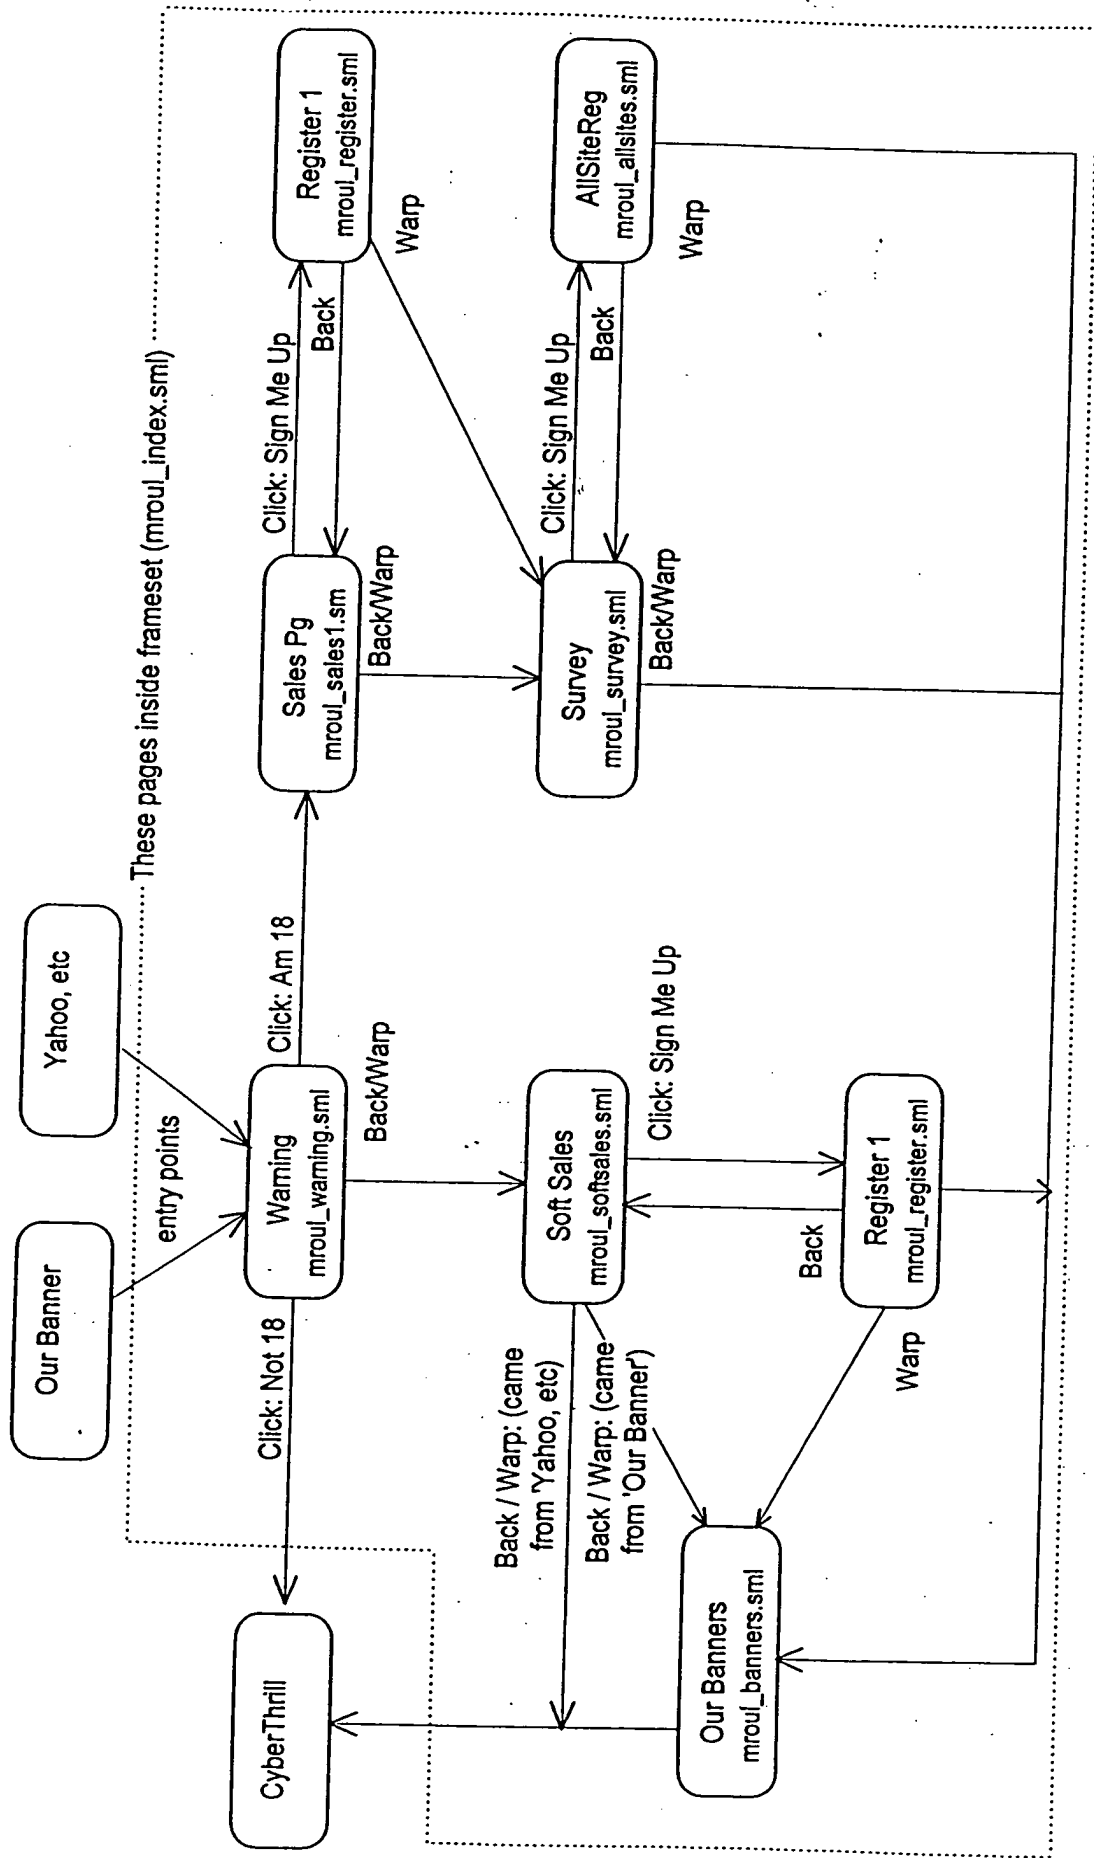 Our Banner
Yahoo, etc
entry points
These pages inside frameset (mroul_index.sml)
CyberThrill
Click: Not 18
Warning
mroul_warning.sml
Click: Am 18
Sales Pg
mroul_sales1.sm
Click: Sign Me Up
Back
Register 1
mroul_register.sml
Back/Warp
Back/Warp
Warp
Back / Warp: (came
from 'Yahoo, etc)
Back / Warp: (came
from 'Our Banner')
Soft Sales
mroul_softsales.sml
Click: Sign Me Up
Survey
mroul_survey.sml
Click: Sign Me Up
Back
AllSiteReg
mroul_allsites.sml
Back/Warp
Warp
Our Banners
mroul_banners.sml
Back
Warp
Register 1
mroul_register.sml